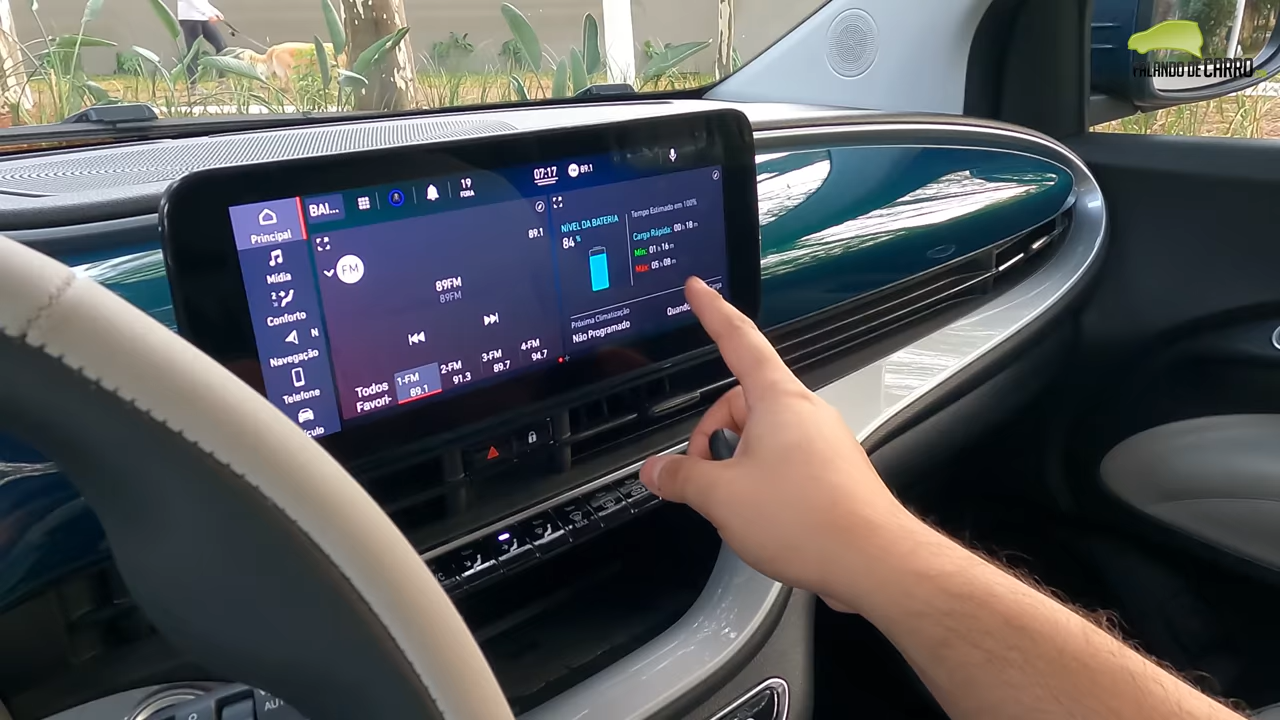 FALANDO DE CARRO
07:17
FM 89.1
19
FORA
BAI...
Principal
Mídia
2
Conforto
N
Navegação
Telefone
89.1
FM
89FM
89FM
Todos
Favori-
1-FM
89.1
2-FM
91.3
3-FM
89.7
4-FM
94.7
NÍVEL DA BATERIA
84 %
Tempo Estimado em 100%
Carga Rápida: 00 h 18 m
Min: 01 h 16 m
Máx: 05 h 08 m
Próxima Climatização
Não Programado
MAX